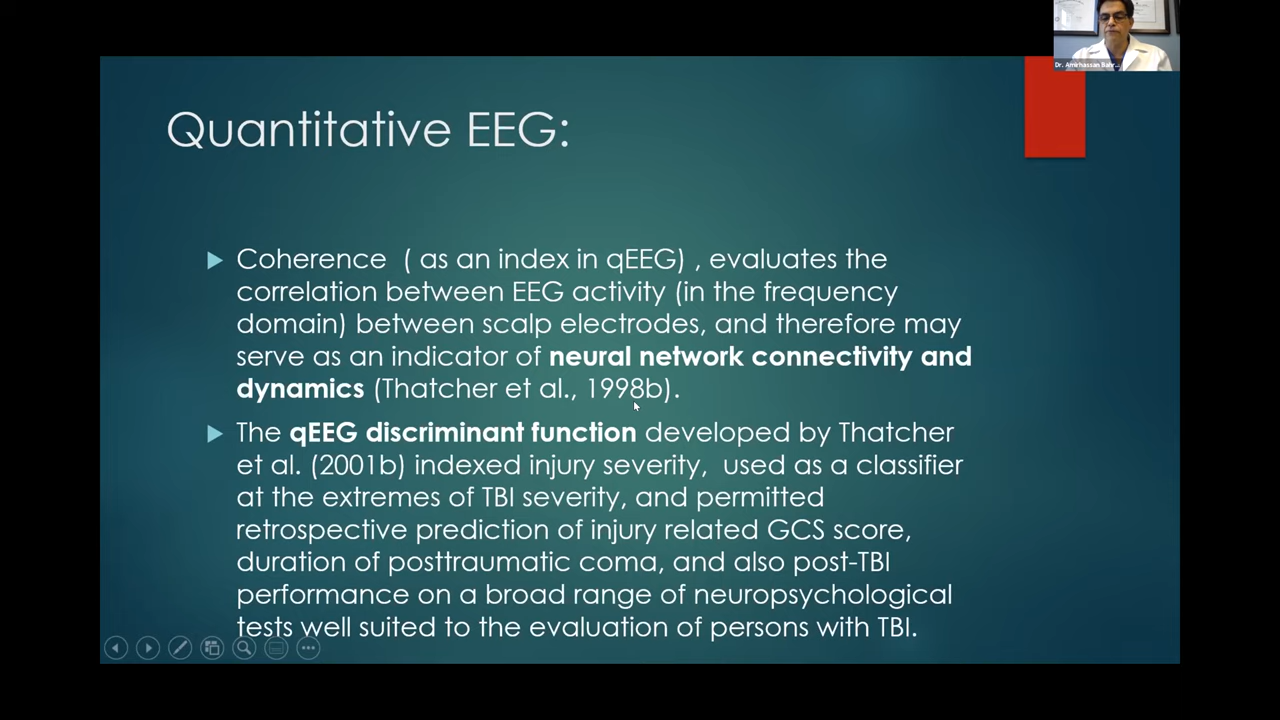 Dr. Amirhassan Bahr...
Quantitative EEG:
Coherence ( as an index in qEEG) , evaluates the
correlation between EEG activity (in the frequency
domain) between scalp electrodes, and therefore may
serve as an indicator of neural network connectivity and
dynamics (Thatcher et al., 1998b).
The qEEG discriminant function developed by Thatcher
et al. (2001b) indexed injury severity, used as a classifier
at the extremes of TBI severity, and permitted
retrospective prediction of injury related GCS score,
duration of posttraumatic coma, and also post-TBI
performance on a broad range of neuropsychological
tests well suited to the evaluation of persons with TBI.